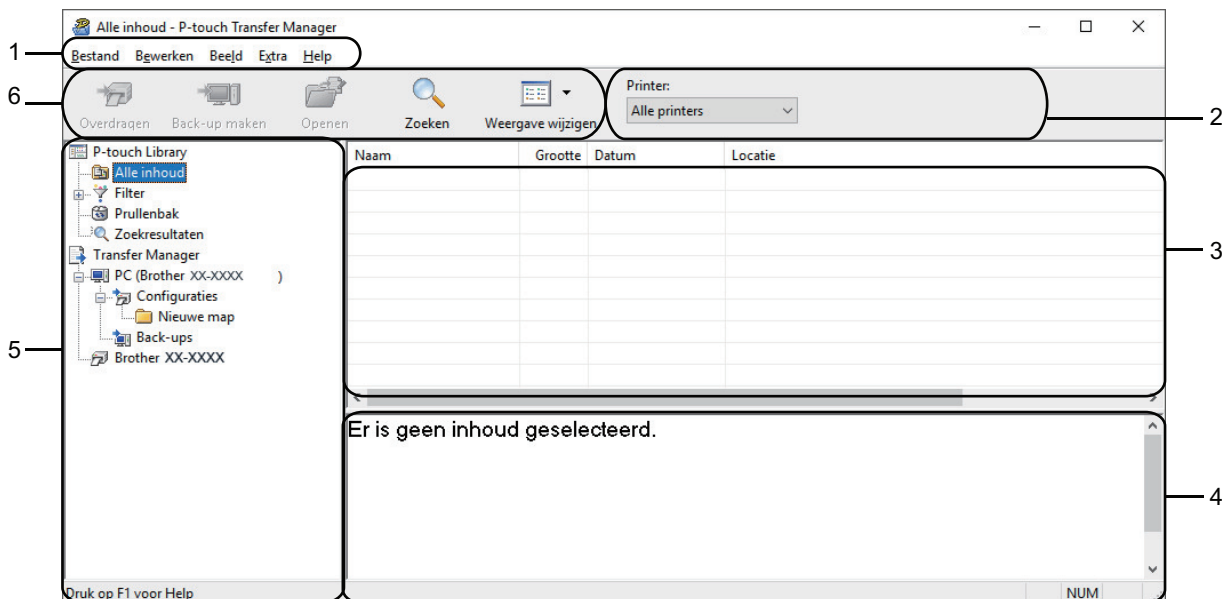 Alle inhoud - P-touch Transfer Manager
1
Bestand Bewerken Beeld Extra Help
6
Overdragen Back-up maken Openen Zoeken Weergave wijzigen
Printer:
Alle printers
2
P-touch Library
Alle inhoud
Filter
Prullenbak
Zoekresultaten
Transfer Manager
PC (Brother XX-XXXX )
Configuraties
Nieuwe map
Back-ups
Brother XX-XXXX
5
Naam Grootte Datum Locatie
3
Er is geen inhoud geselecteerd.
4
Druk op F1 voor Help
NUM